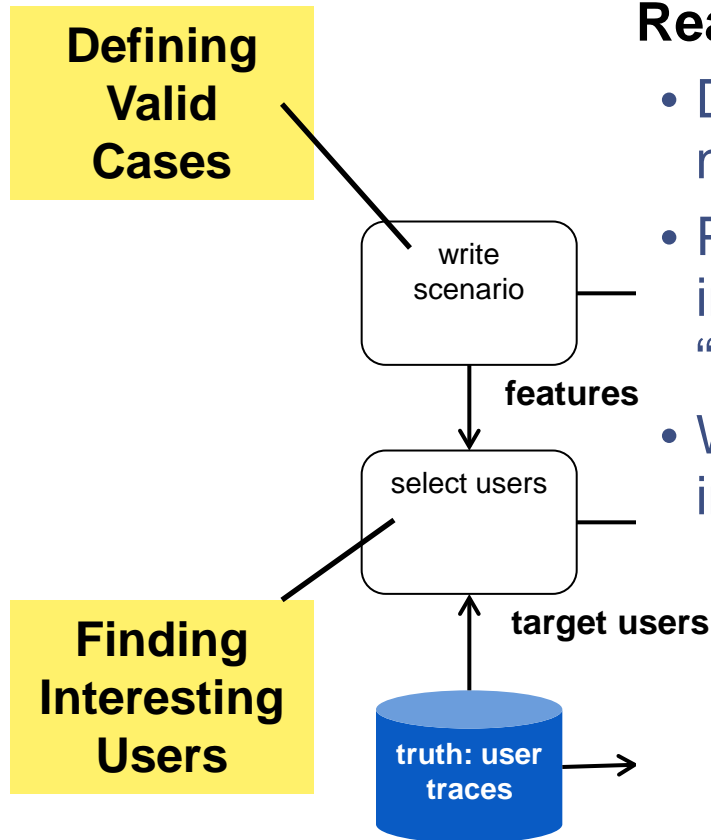 Defining
Valid
Cases
write
scenario
features
select users
Finding
Interesting
Users
target users
truth: user
traces